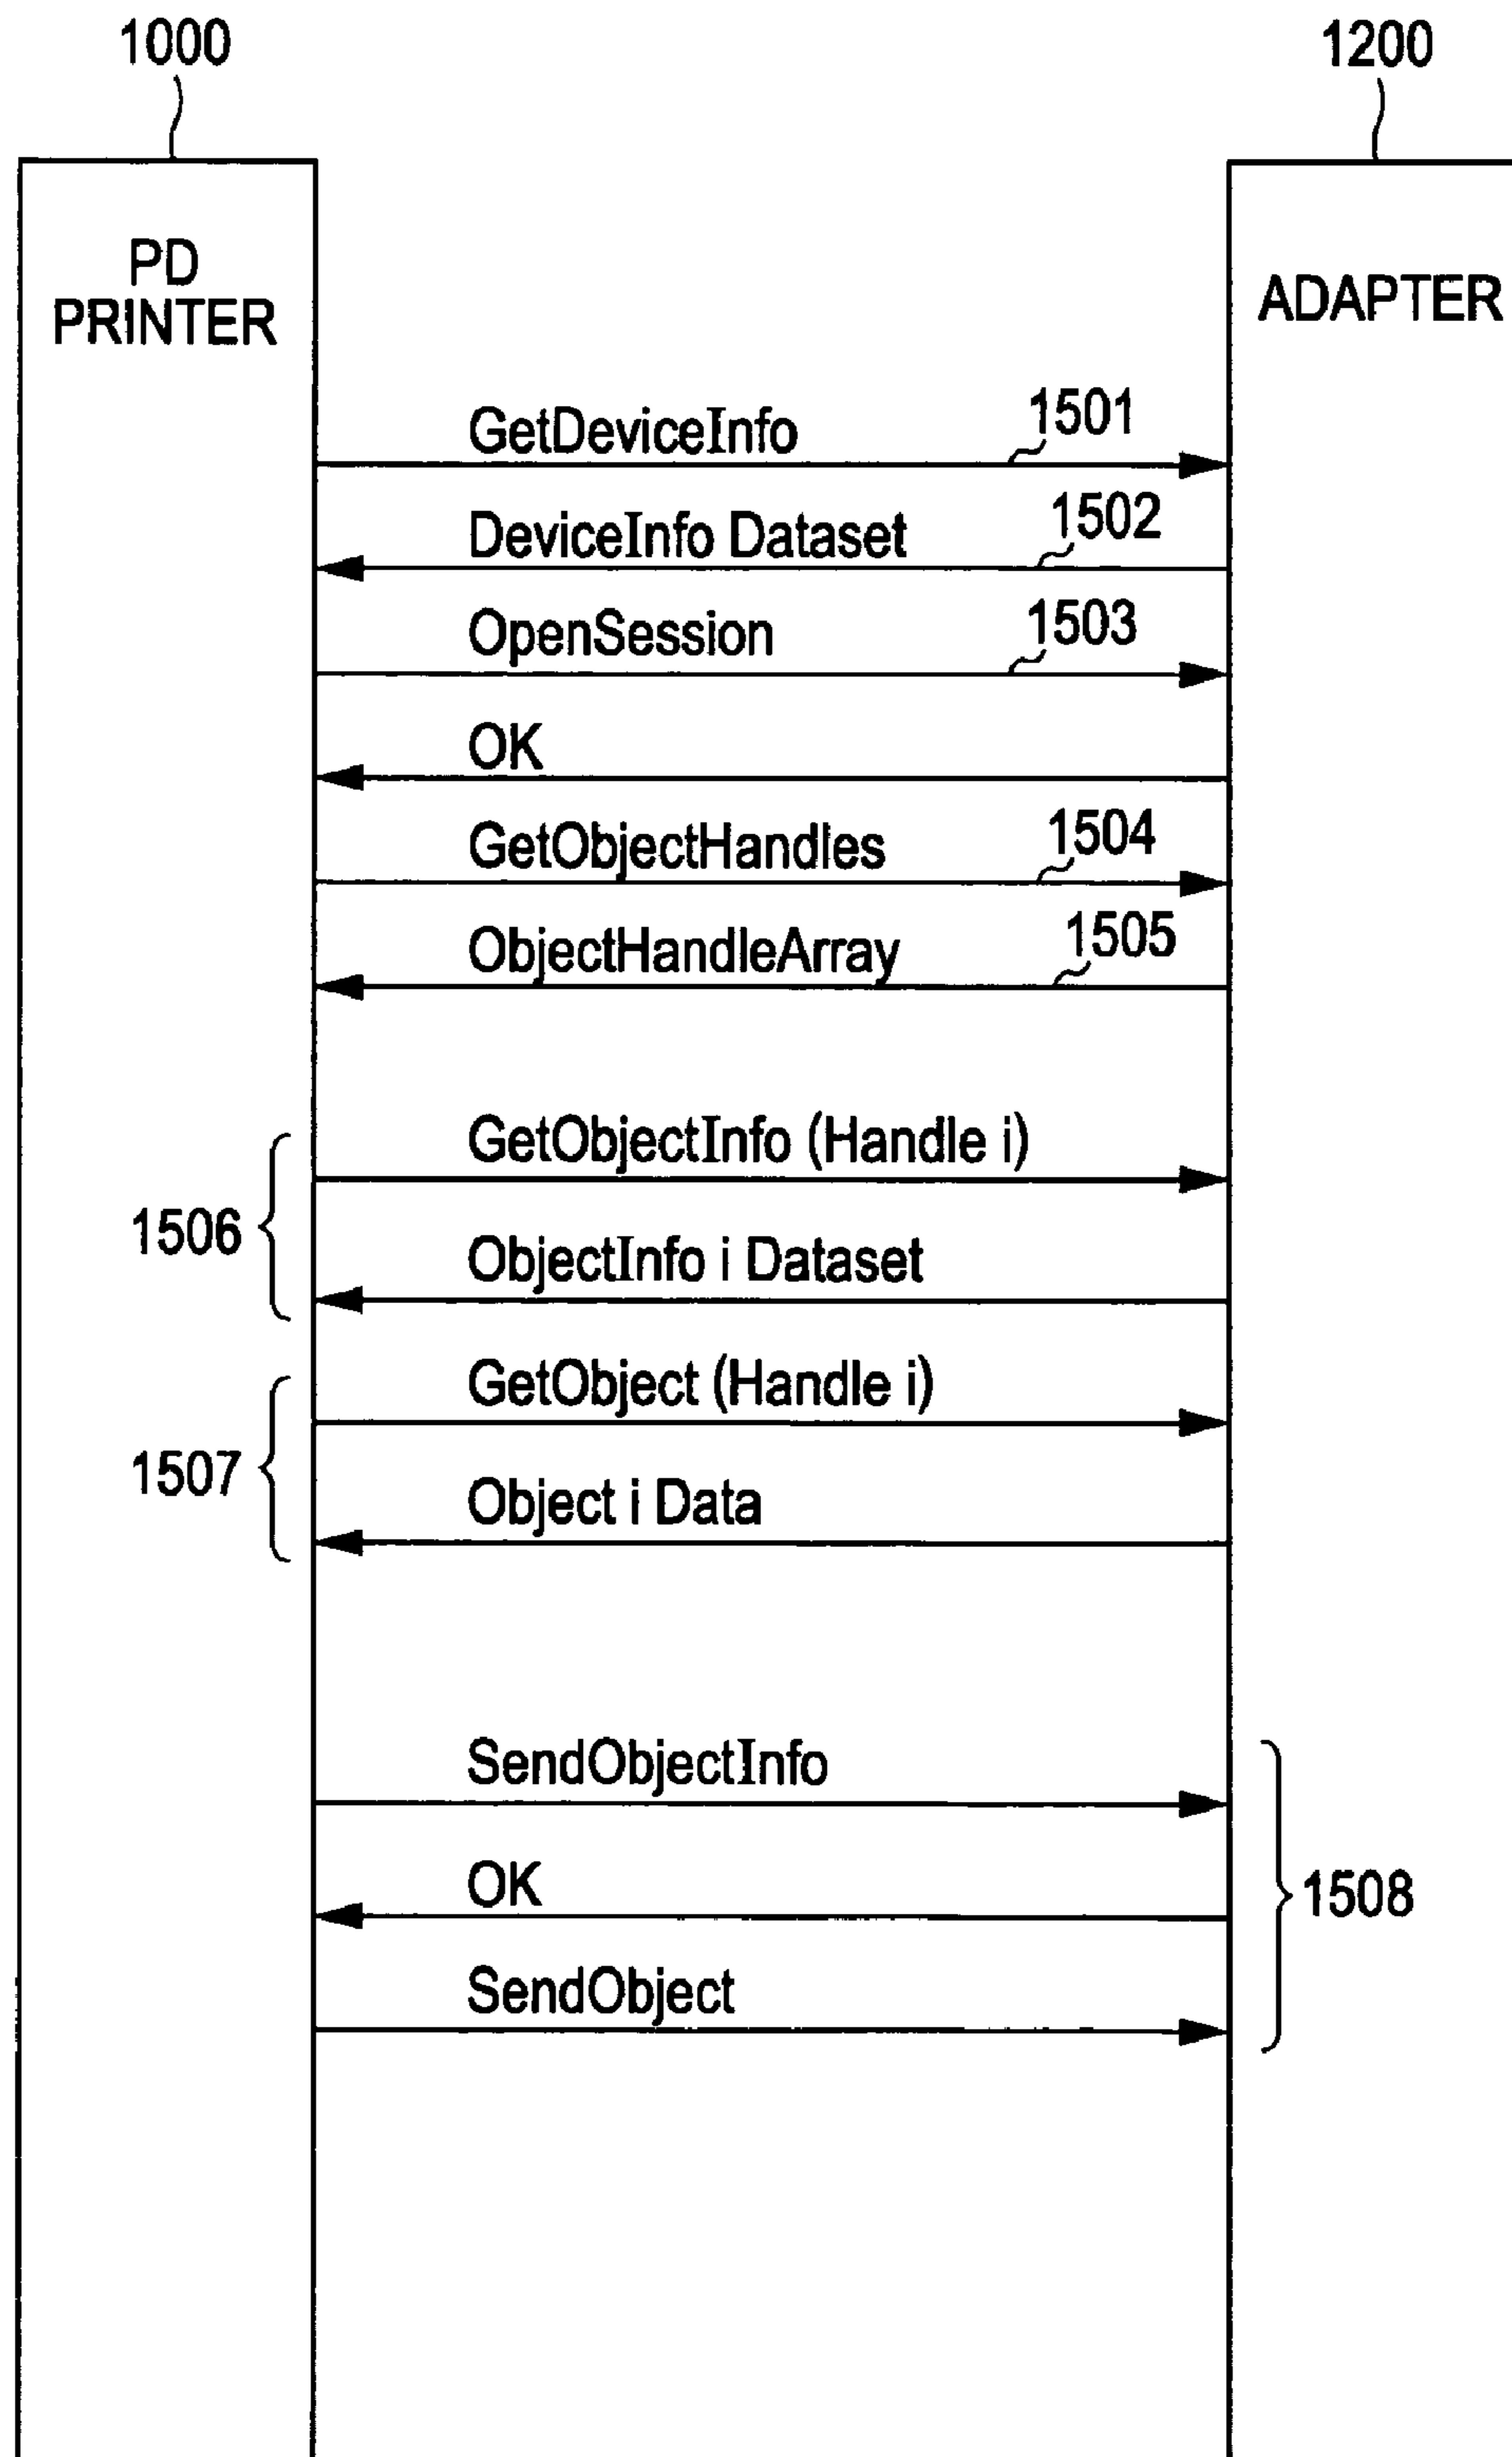 1000
1200
PD
PRINTER
ADAPTER
GetDeviceInfo
1501
DeviceInfo Dataset
1502
OpenSession
1503
OK
GetObjectHandles
1504
ObjectHandleArray
1505
GetObjectInfo (Handle i)
1506
ObjectInfo i Dataset
GetObject (Handle i)
1507
Object i Data
SendObjectInfo
OK
1508
SendObject